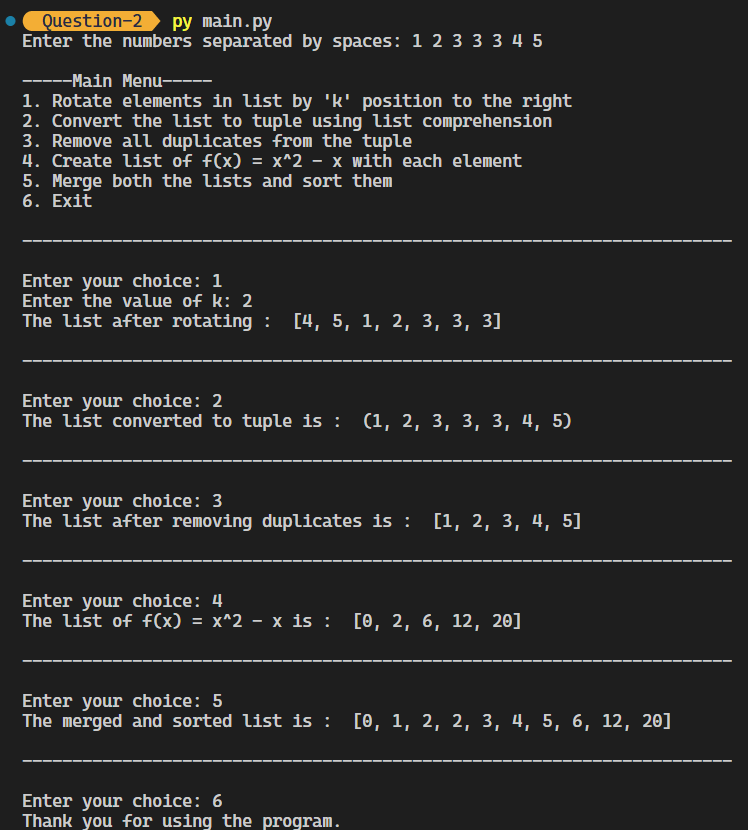 Question-2 py main.py
Enter the numbers separated by spaces: 1 2 3 3 3 4 5
-----Main Menu-----
1. Rotate elements in list by 'k' position to the right
2. Convert the list to tuple using list comprehension
3. Remove all duplicates from the tuple
4. Create list of f(x) = x^2 - x with each element
5. Merge both the lists and sort them
6. Exit
-----------------------------------------------------------------------
Enter your choice: 1
Enter the value of k: 2
The list after rotating :  [4, 5, 1, 2, 3, 3, 3]
-----------------------------------------------------------------------
Enter your choice: 2
The list converted to tuple is :  (1, 2, 3, 3, 3, 4, 5)
-----------------------------------------------------------------------
Enter your choice: 3
The list after removing duplicates is :  [1, 2, 3, 4, 5]
-----------------------------------------------------------------------
Enter your choice: 4
The list of f(x) = x^2 - x is :  [0, 2, 6, 12, 20]
-----------------------------------------------------------------------
Enter your choice: 5
The merged and sorted list is :  [0, 1, 2, 2, 3, 4, 5, 6, 12, 20]
-----------------------------------------------------------------------
Enter your choice: 6
Thank you for using the program.